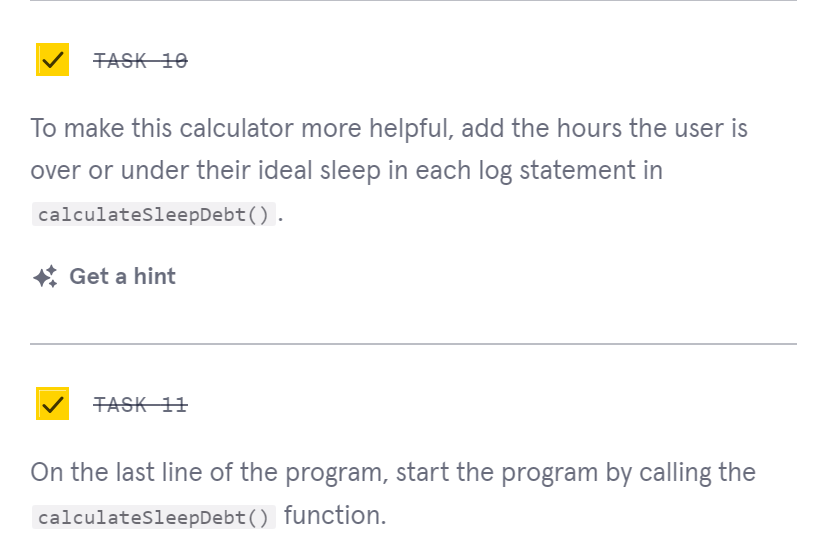 TASK 10
To make this calculator more helpful, add the hours the user is
over or under their ideal sleep in each log statement in
calculateSleepDebt().
Get a hint
TASK 11
On the last line of the program, start the program by calling the
calculateSleepDebt() function.